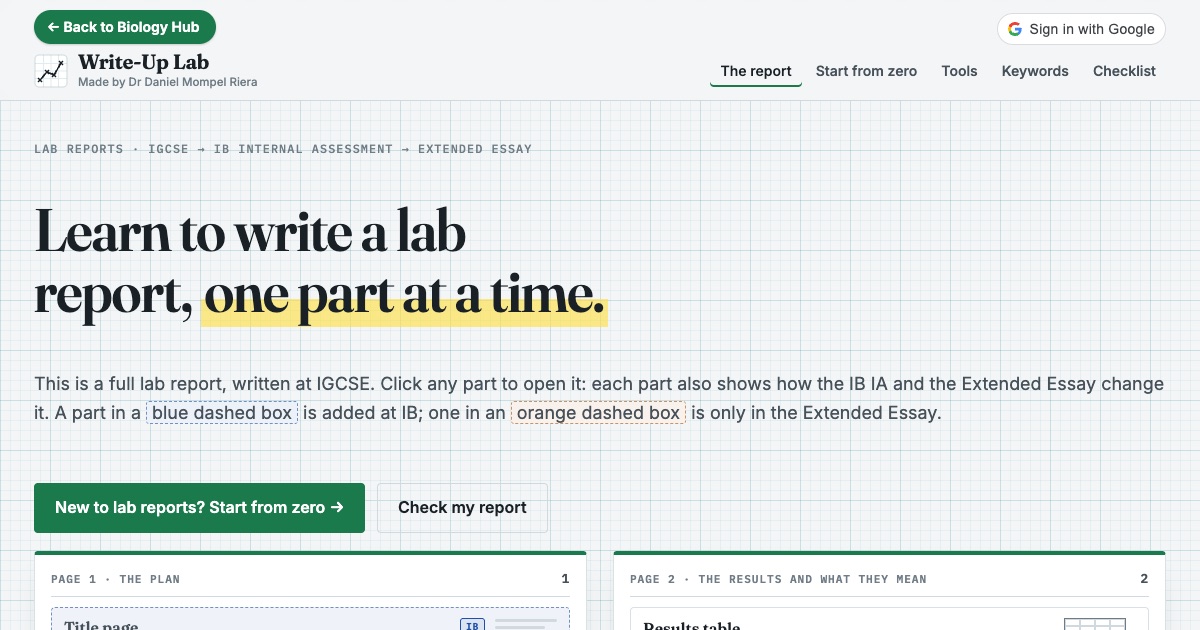 ← Back to Biology Hub
Sign in with Google
Write-Up Lab
Made by Dr Daniel Mompel Riera
The report
Start from zero
Tools
Keywords
Checklist
LAB REPORTS · IGCSE → IB INTERNAL ASSESSMENT → EXTENDED ESSAY
Learn to write a lab
report, one part at a time.
This is a full lab report, written at IGCSE. Click any part to open it: each part also shows how the IB IA and the Extended Essay change
it. A part in a blue dashed box is added at IB; one in an orange dashed box is only in the Extended Essay.
New to lab reports? Start from zero →
Check my report
PAGE 1 · THE PLAN
1
Title page
IB
PAGE 2 · THE RESULTS AND WHAT THEY MEAN
2
Results table